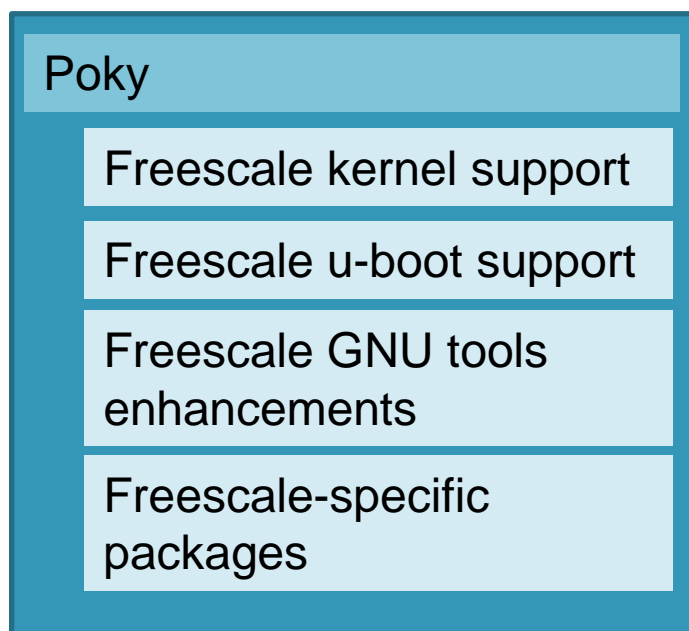 Poky
Freescale kernel support
Freescale u-boot support
Freescale GNU tools
enhancements
Freescale-specific
packages